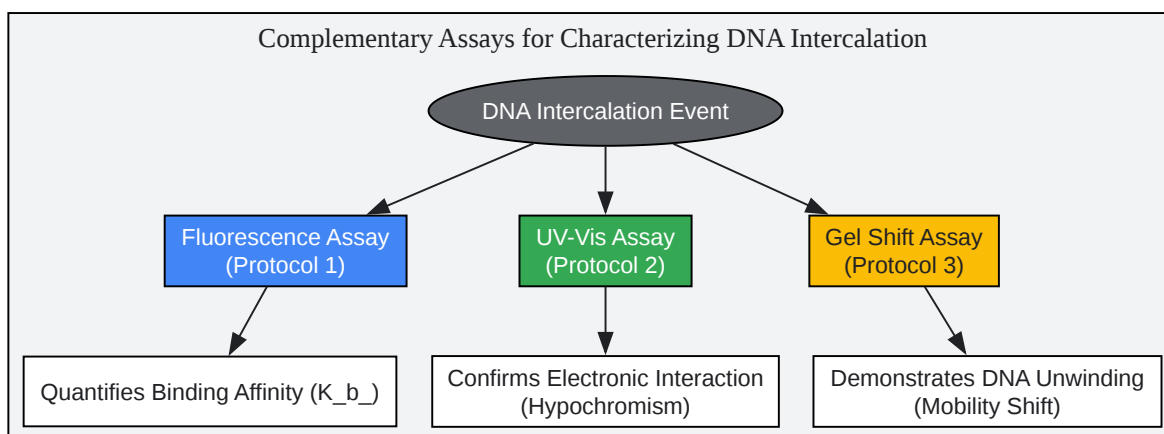 Complementary Assays for Characterizing DNA Intercalation
DNA Intercalation Event
Fluorescence Assay
(Protocol 1)
UV-Vis Assay
(Protocol 2)
Gel Shift Assay
(Protocol 3)
Quantifies Binding Affinity (K_b_)
Confirms Electronic Interaction
(Hypochromism)
Demonstrates DNA Unwinding
(Mobility Shift)